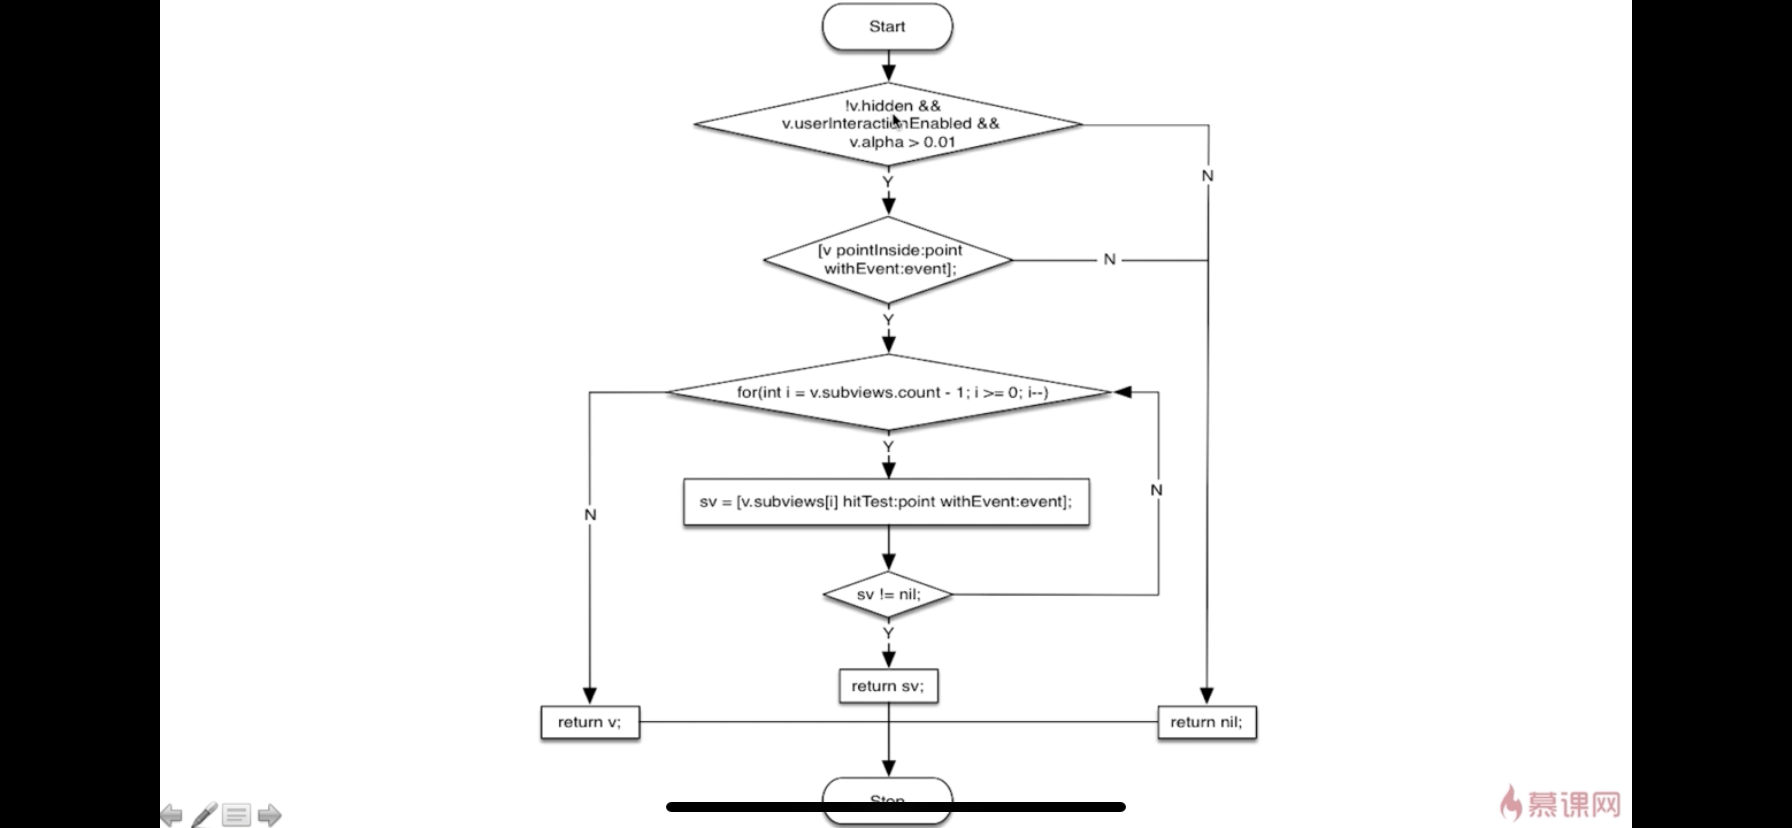 Start
!v.hidden &&
v.userInteractionEnabled &&
v.alpha > 0.01
Y
N
[v pointInside:point
withEvent:event];
N
Y
for(int i = v.subviews.count - 1; i >= 0; i--)
Y
sv = [v.subviews[i] hitTest:point withEvent:event];
N
N
sv != nil;
Y
return sv;
return v;
return nil;
Stop
慕课网